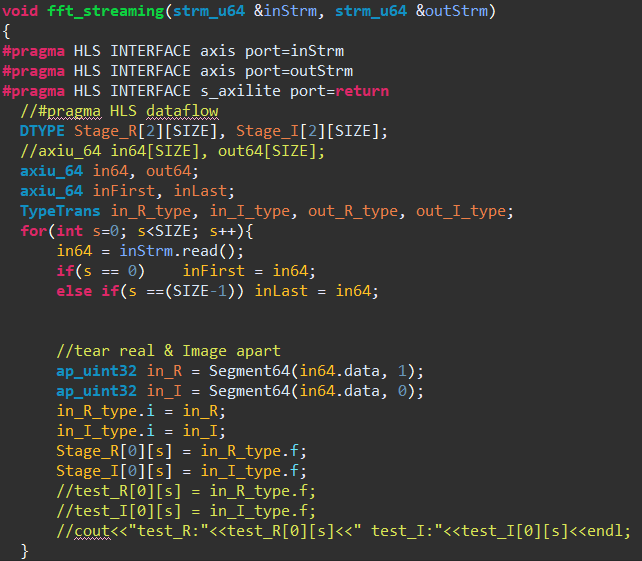 void fft_streaming(strm_u64 &inStrm, strm_u64 &outStrm)
{
#pragma HLS INTERFACE axis port=inStrm
#pragma HLS INTERFACE axis port=outStrm
#pragma HLS INTERFACE s_axilite port=return
//#pragma HLS dataflow
DTYPE Stage_R[2][SIZE], Stage_I[2][SIZE];
//axiu_64 in64[SIZE], out64[SIZE];
axiu_64 in64, out64;
axiu_64 inFirst, inLast;
TypeTrans in_R_type, in_I_type, out_R_type, out_I_type;
for(int s=0; s<SIZE; s++){
in64 = inStrm.read();
if(s == 0)    inFirst = in64;
else if(s ==(SIZE-1)) inLast = in64;
//tear real & Image apart
ap_uint32 in_R = Segment64(in64.data, 1);
ap_uint32 in_I = Segment64(in64.data, 0);
in_R_type.i = in_R;
in_I_type.i = in_I;
Stage_R[0][s] = in_R_type.f;
Stage_I[0][s] = in_I_type.f;
//test_R[0][s] = in_R_type.f;
//test_I[0][s] = in_I_type.f;
//cout<<"test_R:"<<test_R[0][s]<<" test_I:"<<test_I[0][s]<<endl;
}